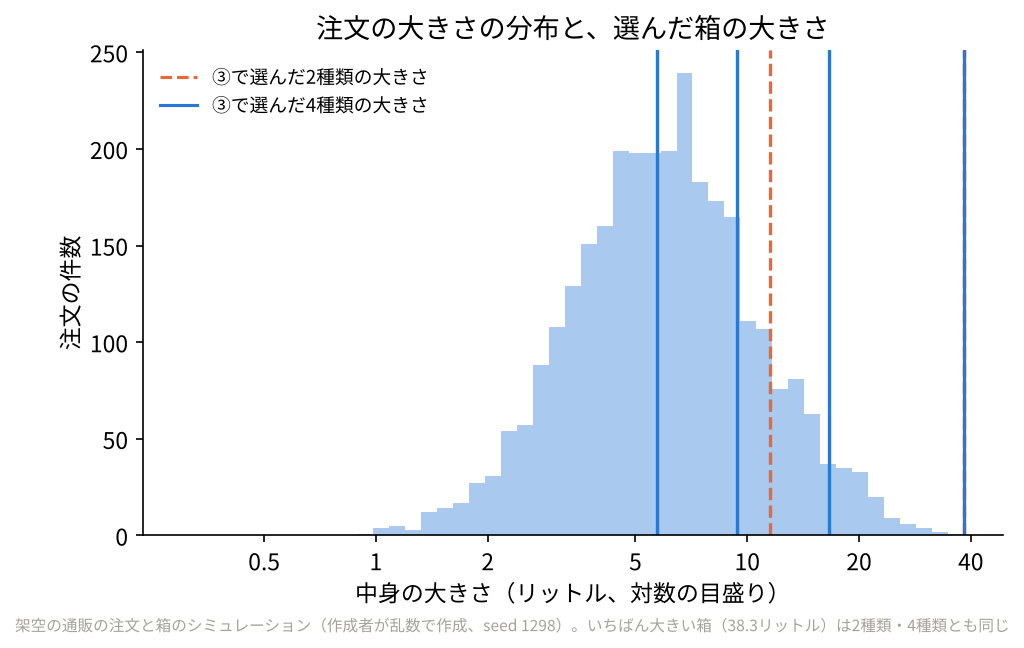 注文の大きさの分布と、選んだ箱の大きさ
③で選んだ2種類の大きさ
③で選んだ4種類の大きさ
注文の件数
250
200
150
100
50
0
0.5 1 2 5 10 20 40
中身の大きさ（リットル、対数の目盛り）
架空の通販の注文と箱のシミュレーション（作成者が乱数で作成、seed 1298）。いちばん大きい箱（38.3リットル）は2種類・4種類とも同じ